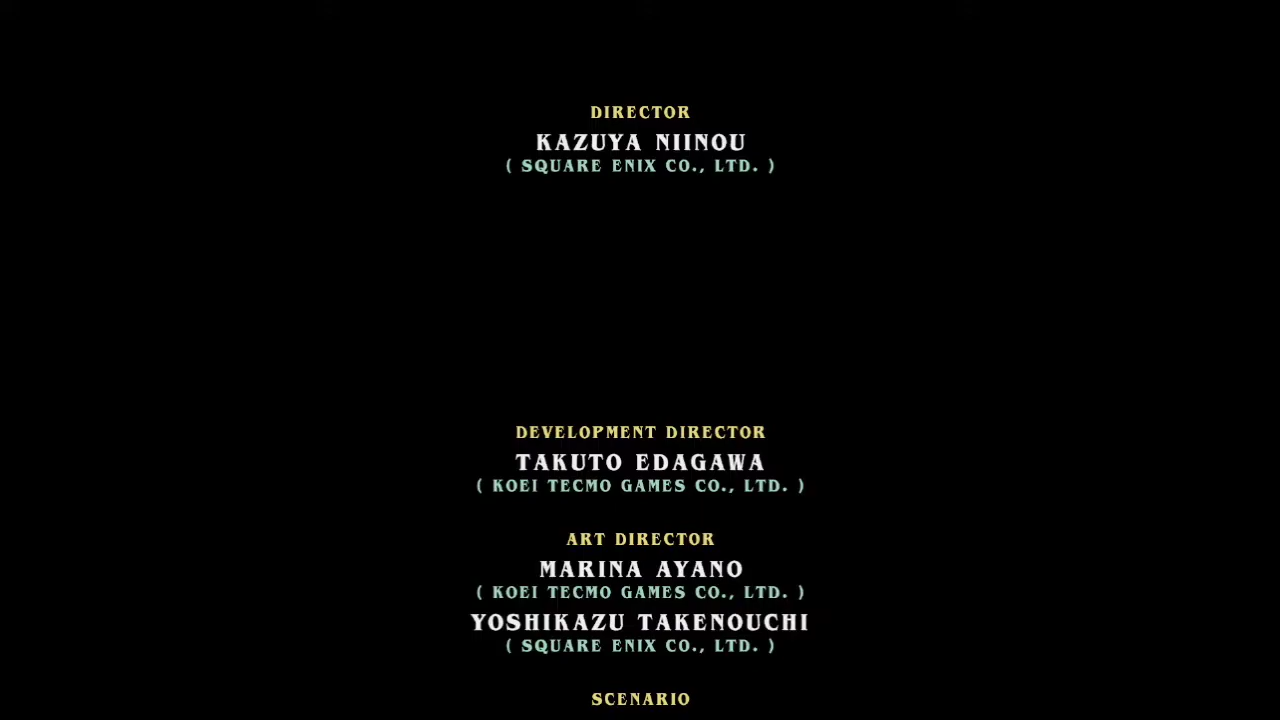 DIRECTOR
KAZUYA NIINOU
( SQUARE ENIX CO., LTD. )
DEVELOPMENT DIRECTOR
TAKUTO EDAGAWA
( KOEI TECMO GAMES CO., LTD. )
ART DIRECTOR
MARINA AYANO
( KOEI TECMO GAMES CO., LTD. )
YOSHIKAZU TAKENOUCHI
( SQUARE ENIX CO., LTD. )
SCENARIO